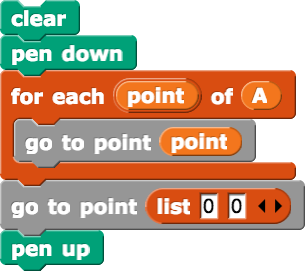 clear
pen down
for each point of A
go to point point
go to point list 0 0
pen up